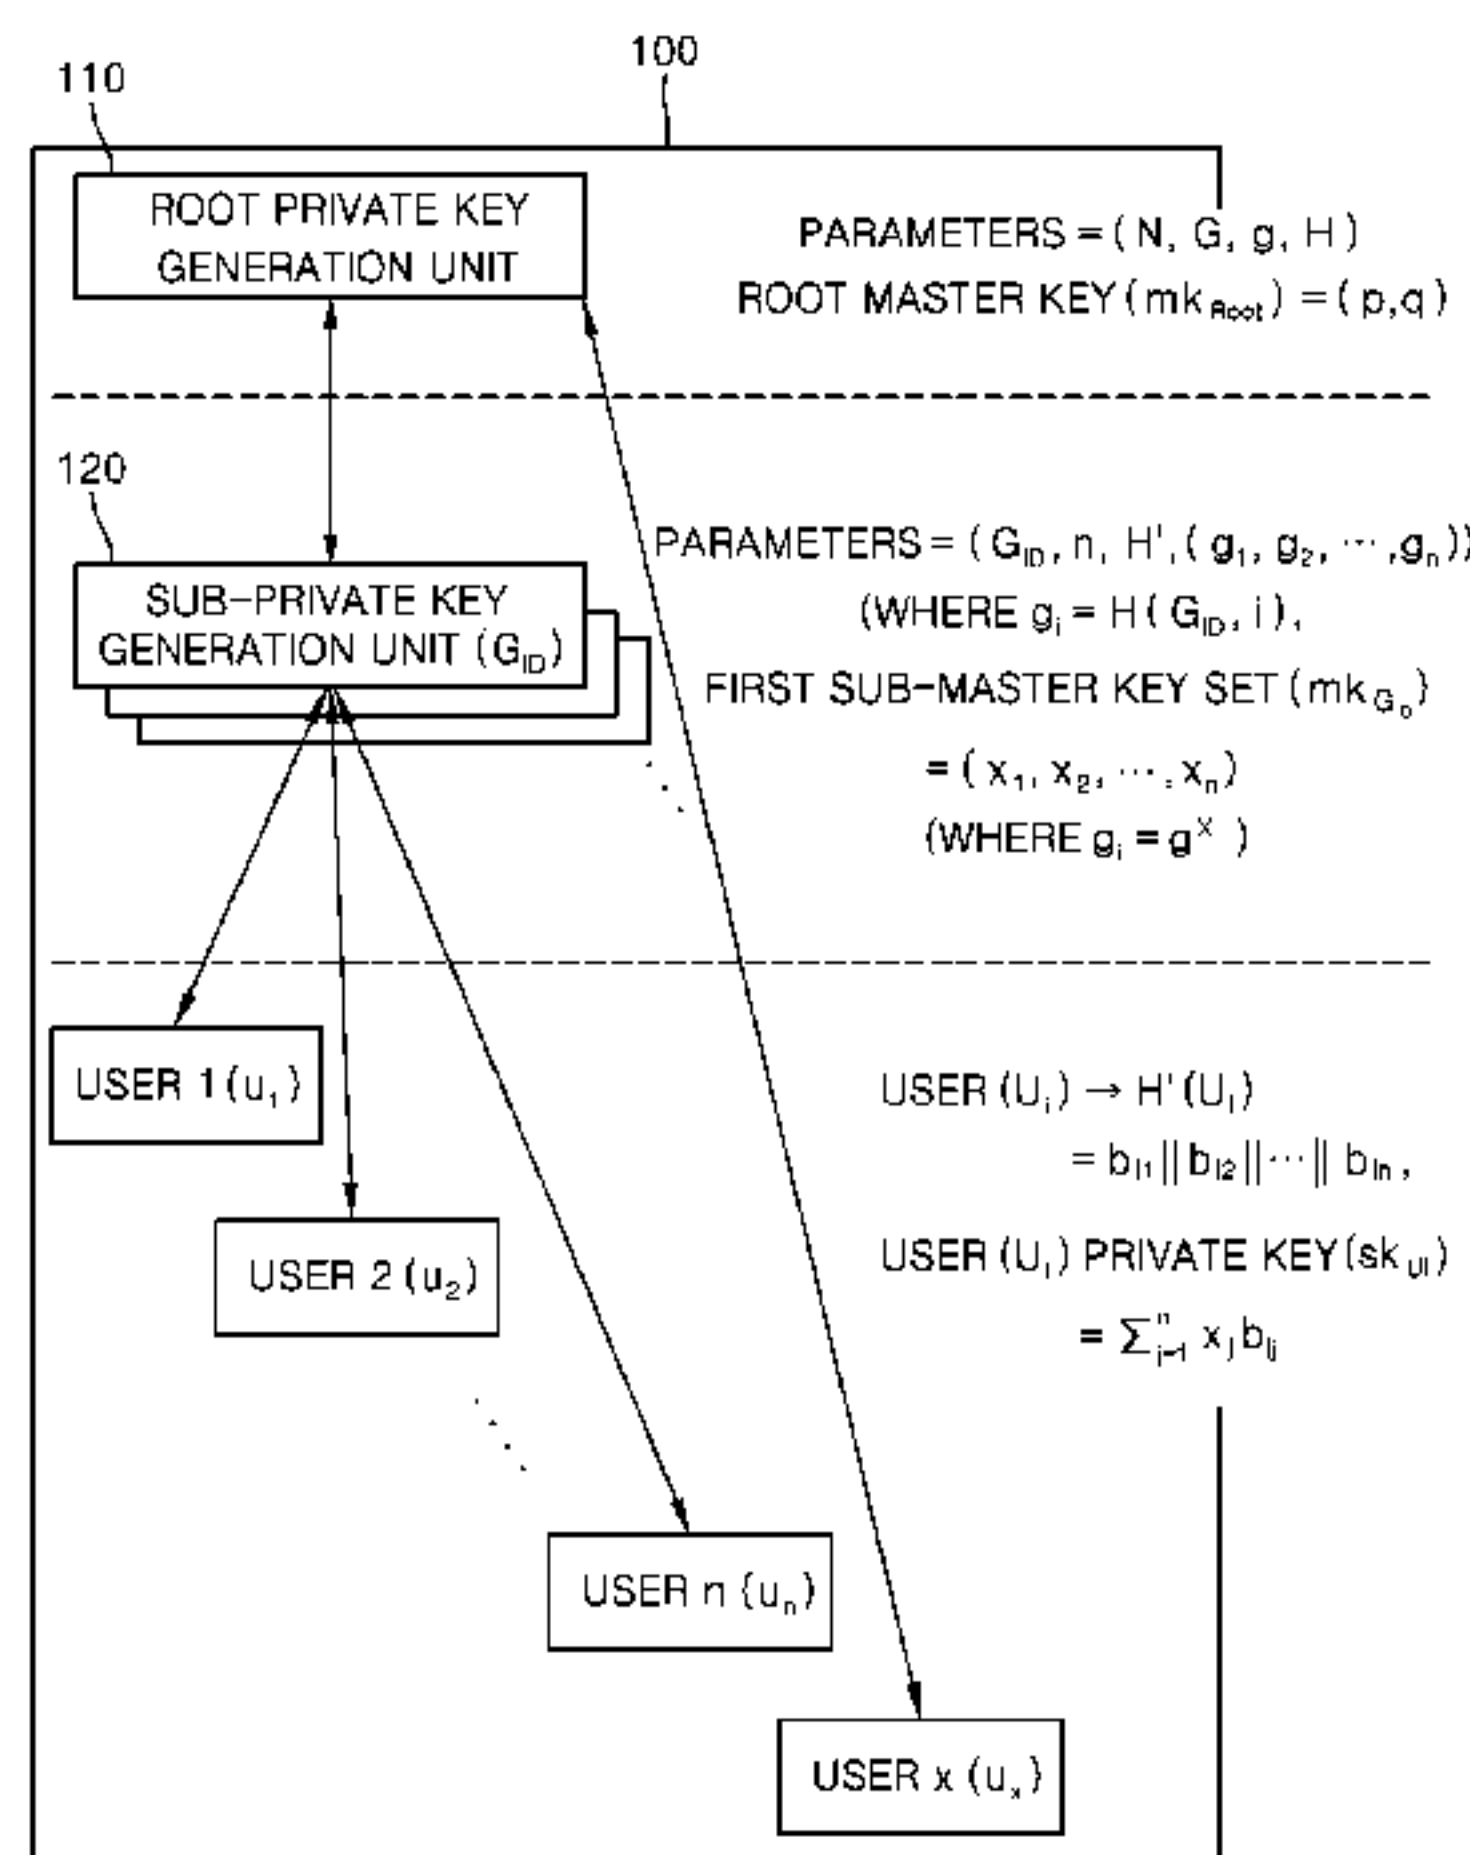 100
110
ROOT PRIVATE KEY
GENERATION UNIT
PARAMETERS = ( N, G, g, H )
ROOT MASTER KEY (mk_Root) = ( p,q )
120
SUB-PRIVATE KEY
GENERATION UNIT (G_ID)
PARAMETERS = ( G_ID, n, H', ( g_1, g_2, ⋯, g_n))
(WHERE g_i = H( G_ID, i ),
FIRST SUB-MASTER KEY SET (mk_G_D)
= ( x_1, x_2, ⋯, x_n)
(WHERE g_i = g^x )
USER 1 (u_1)
USER 2 (u_2)
USER n (u_n)
USER x (u_x)
USER (U_i) → H' (U_i)
= b_i1 || b_i2 || ⋯ || b_in ,
USER (U_i) PRIVATE KEY (sk_Ui)
= Σ^n_j=1 x_j b_ij